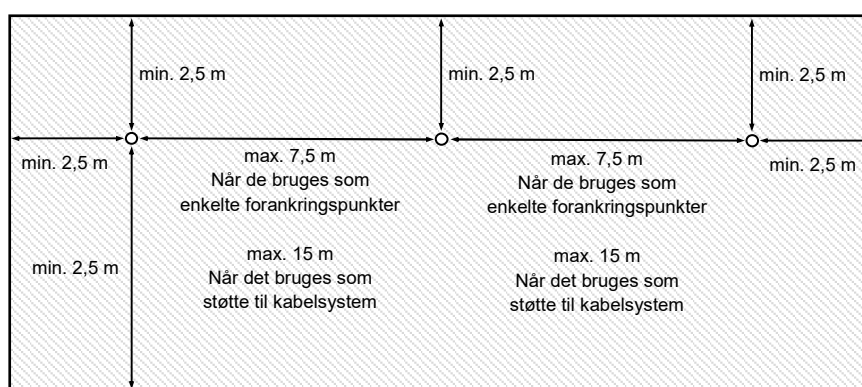 min. 2,5 m
min. 2,5 m
min. 2,5 m
min. 2,5 m
max. 7,5 m
Når de bruges som
enkelte forankringspunkter
max. 7,5 m
Når de bruges som
enkelte forankringspunkter
min. 2,5 m
min. 2,5 m
max. 15 m
Når det bruges som
støtte til kabelsystem
max. 15 m
Når det bruges som
støtte til kabelsystem